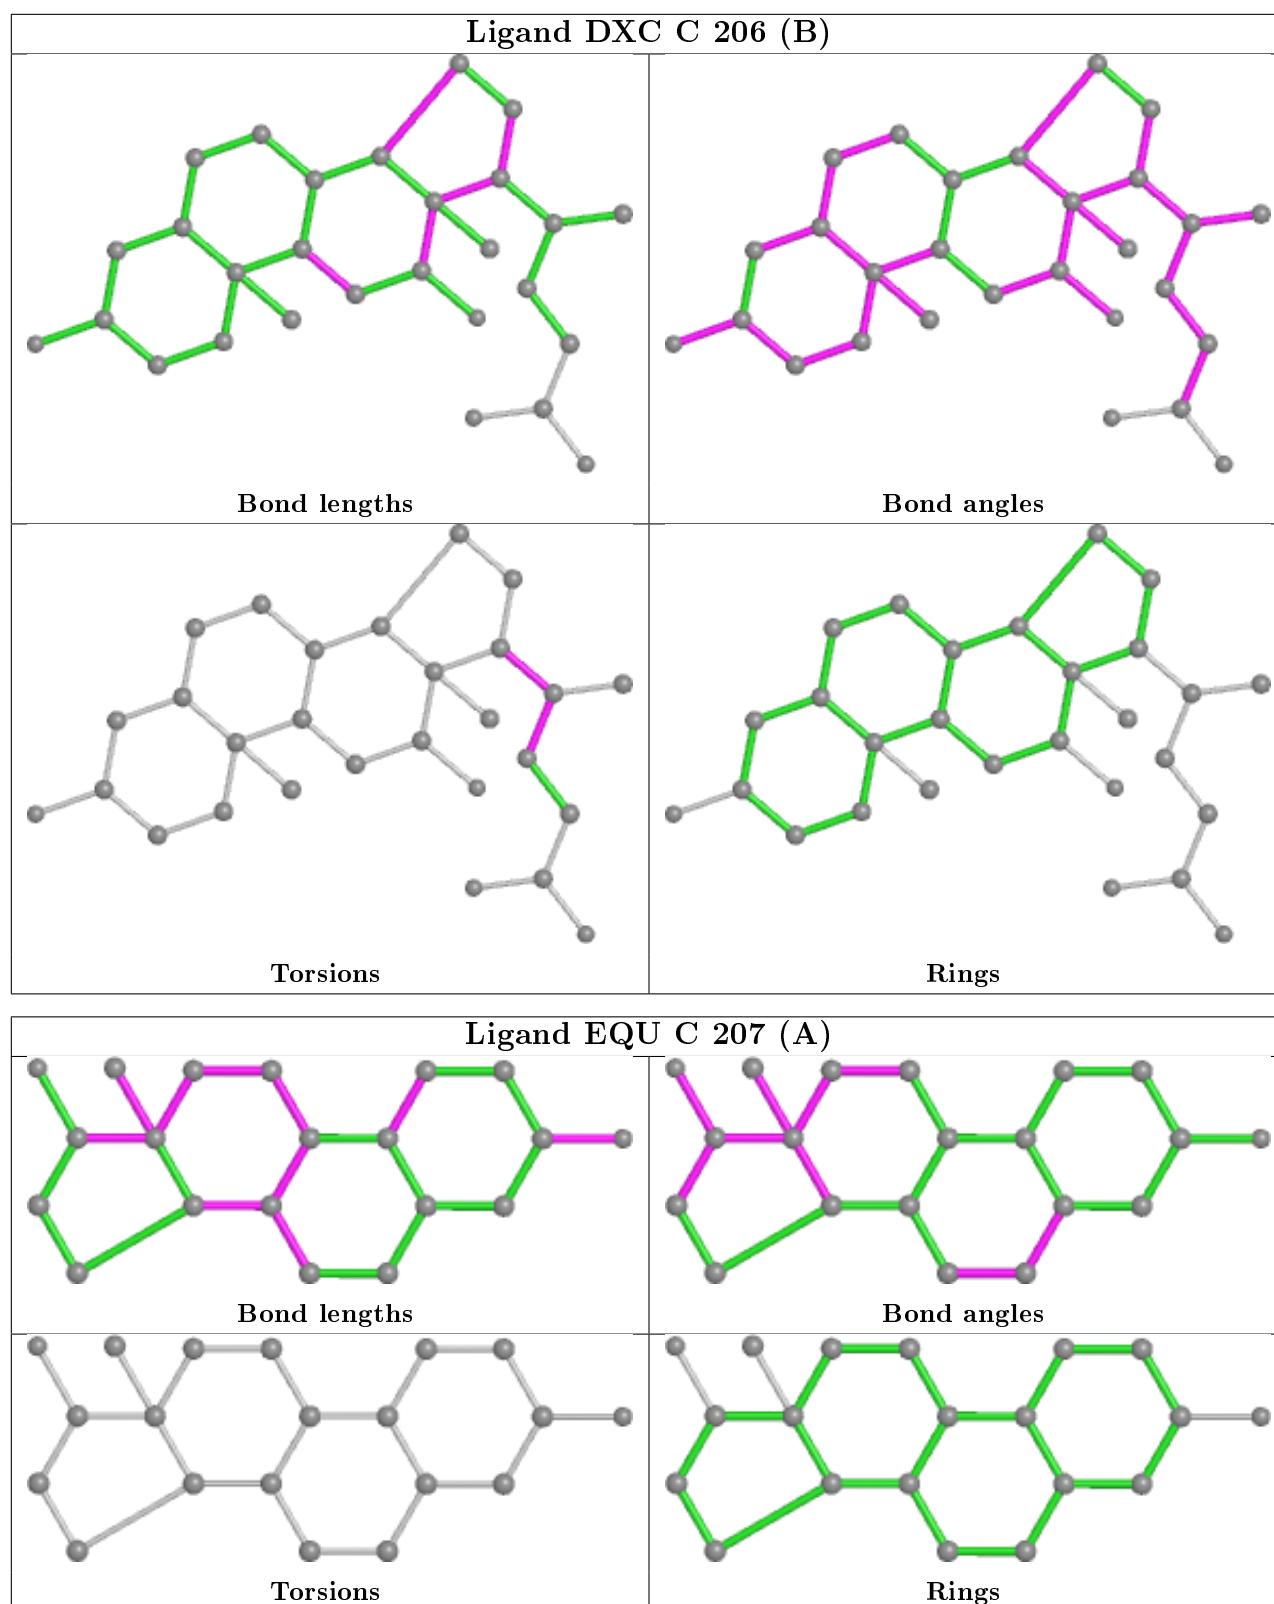 Ligand DXC C 206 (B)
Bond lengths
Bond angles
Torsions
Rings
Ligand EQU C 207 (A)
Bond lengths
Bond angles
Torsions
Rings